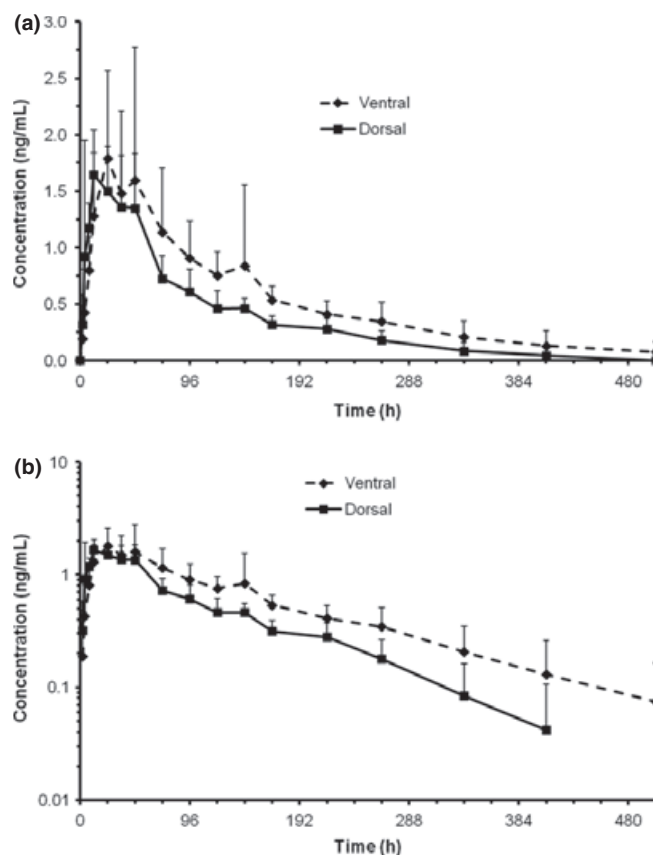 (a)
3.0
2.5
2.0
1.5
1.0
0.5
0.0
Concentration (ng/mL)
Ventral
Dorsal
0 96 192 288 384 480
Time (h)
(b)
10
1
0.1
0.01
Concentration (ng/mL)
Ventral
Dorsal
0 96 192 288 384 480
Time (h)